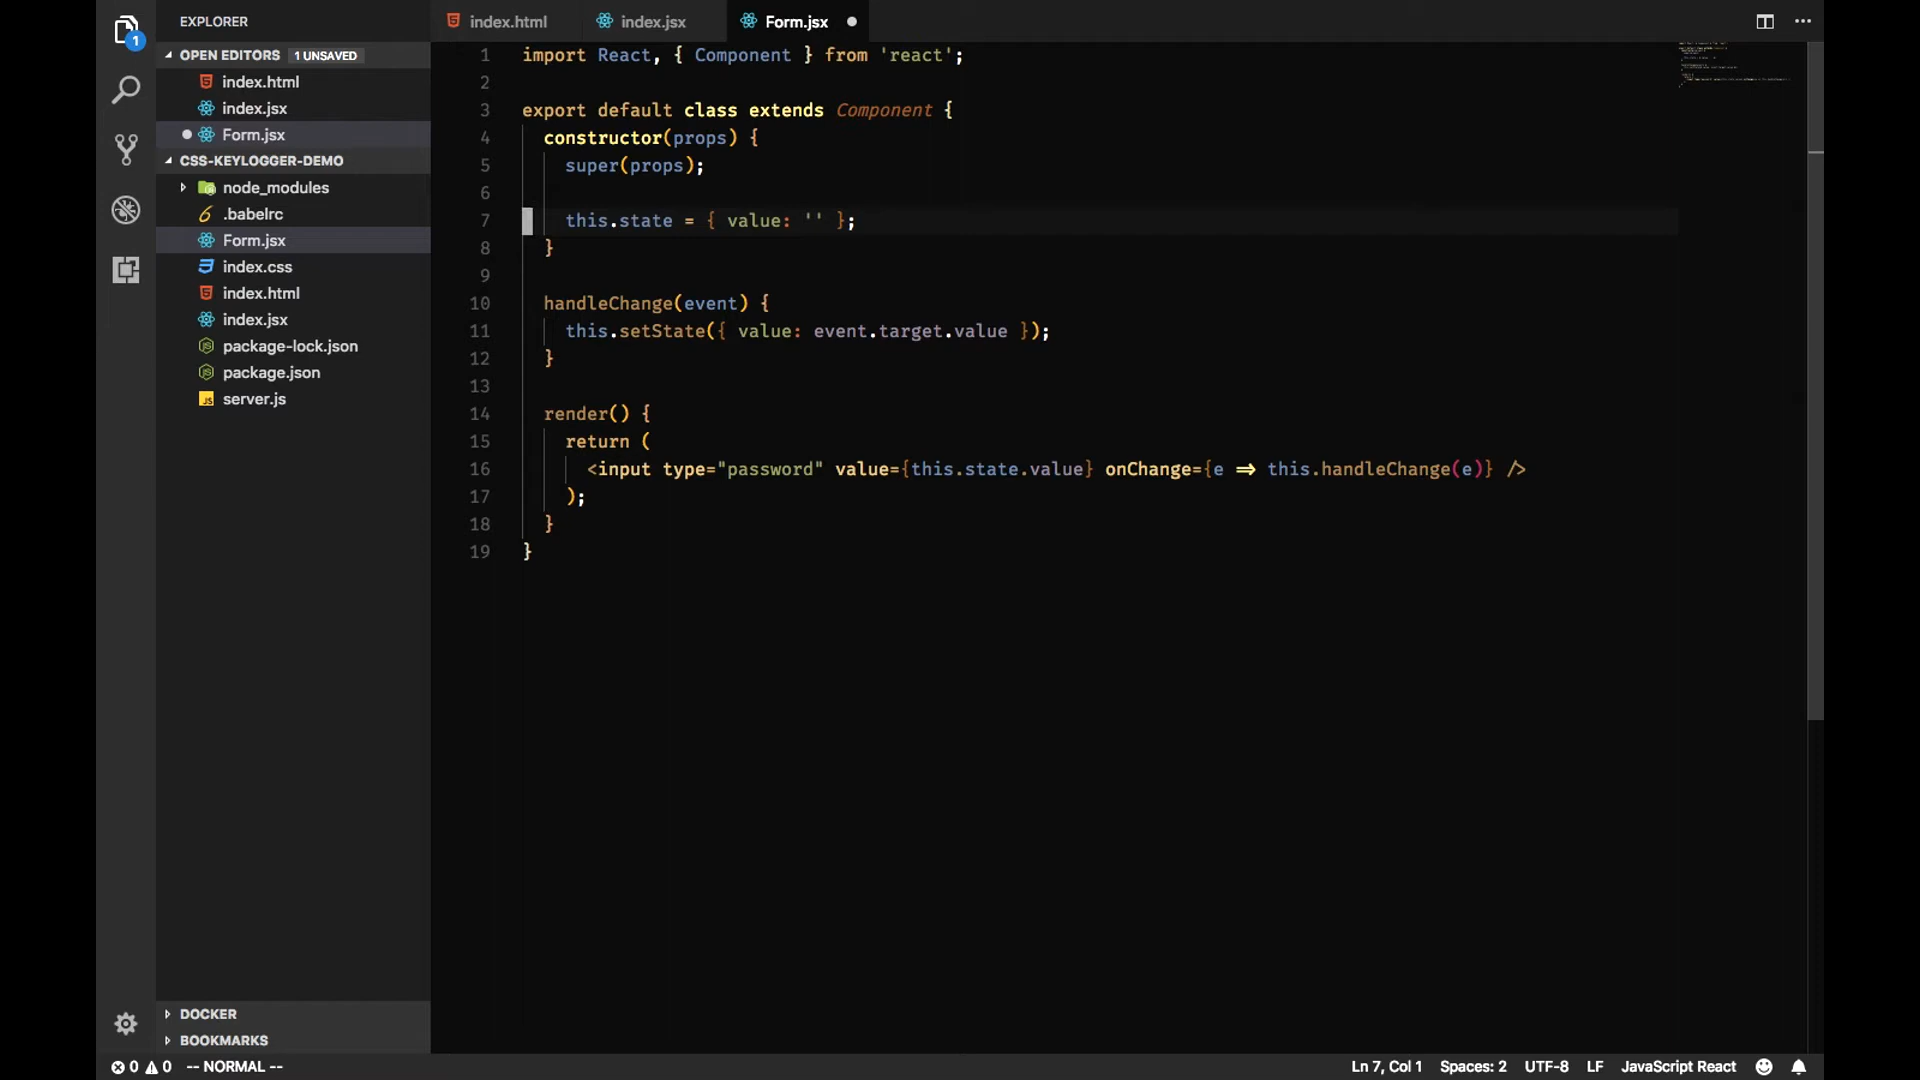 EXPLORER
OPEN EDITORS 1 UNSAVED
index.html
index.jsx
Form.jsx
CSS-KEYLOGGER-DEMO
node_modules
.babelrc
Form.jsx
index.css
index.html
index.jsx
package-lock.json
package.json
server.js
DOCKER
BOOKMARKS
1
index.html index.jsx Form.jsx
1 import React, { Component } from 'react';
2
3 export default class extends Component {
4 constructor(props) {
5 super(props);
6
7 this.state = { value: '' };
8 }
9
10 handleChange(event) {
11 this.setState({ value: event.target.value });
12 }
13
14 render() {
15 return (
16 <input type="password" value={this.state.value} onChange={e => this.handleChange(e)} />
17 );
18 }
19 }
0 0 -- NORMAL -- Ln 7, Col 1 Spaces: 2 UTF-8 LF JavaScript React